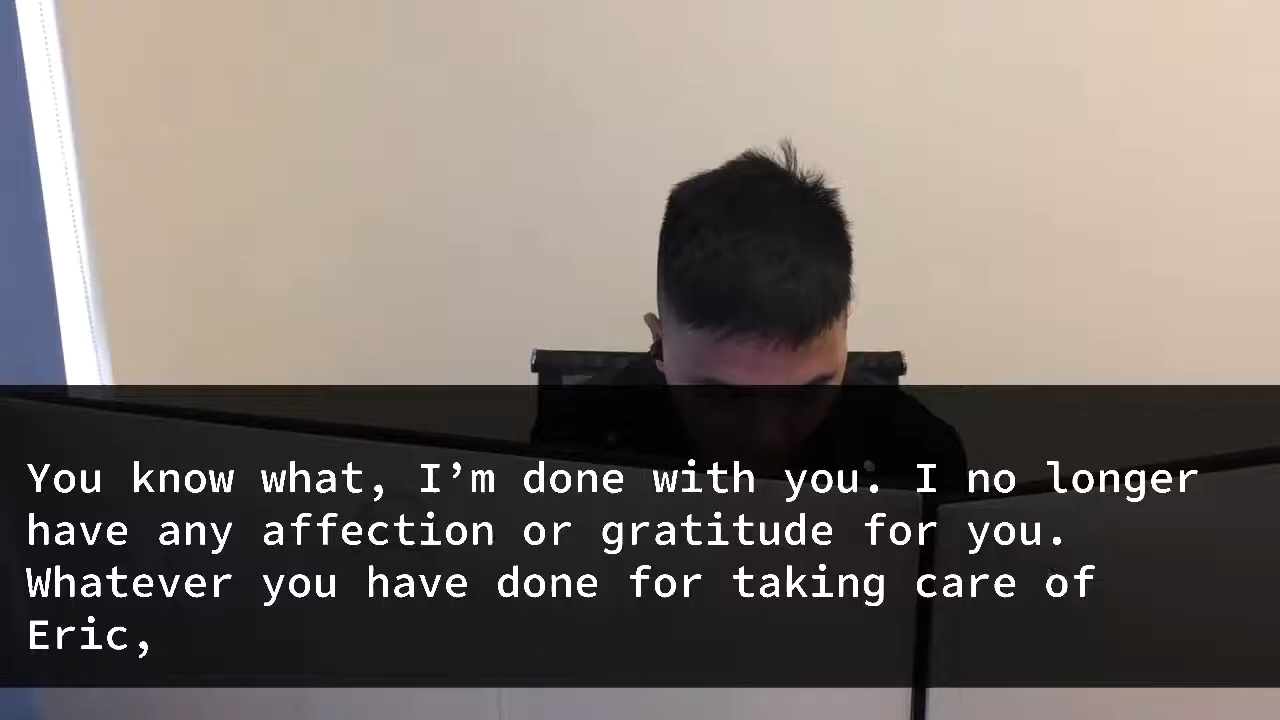 You know what, I’m done with you. I no longer
have any affection or gratitude for you.
Whatever you have done for taking care of
Eric,